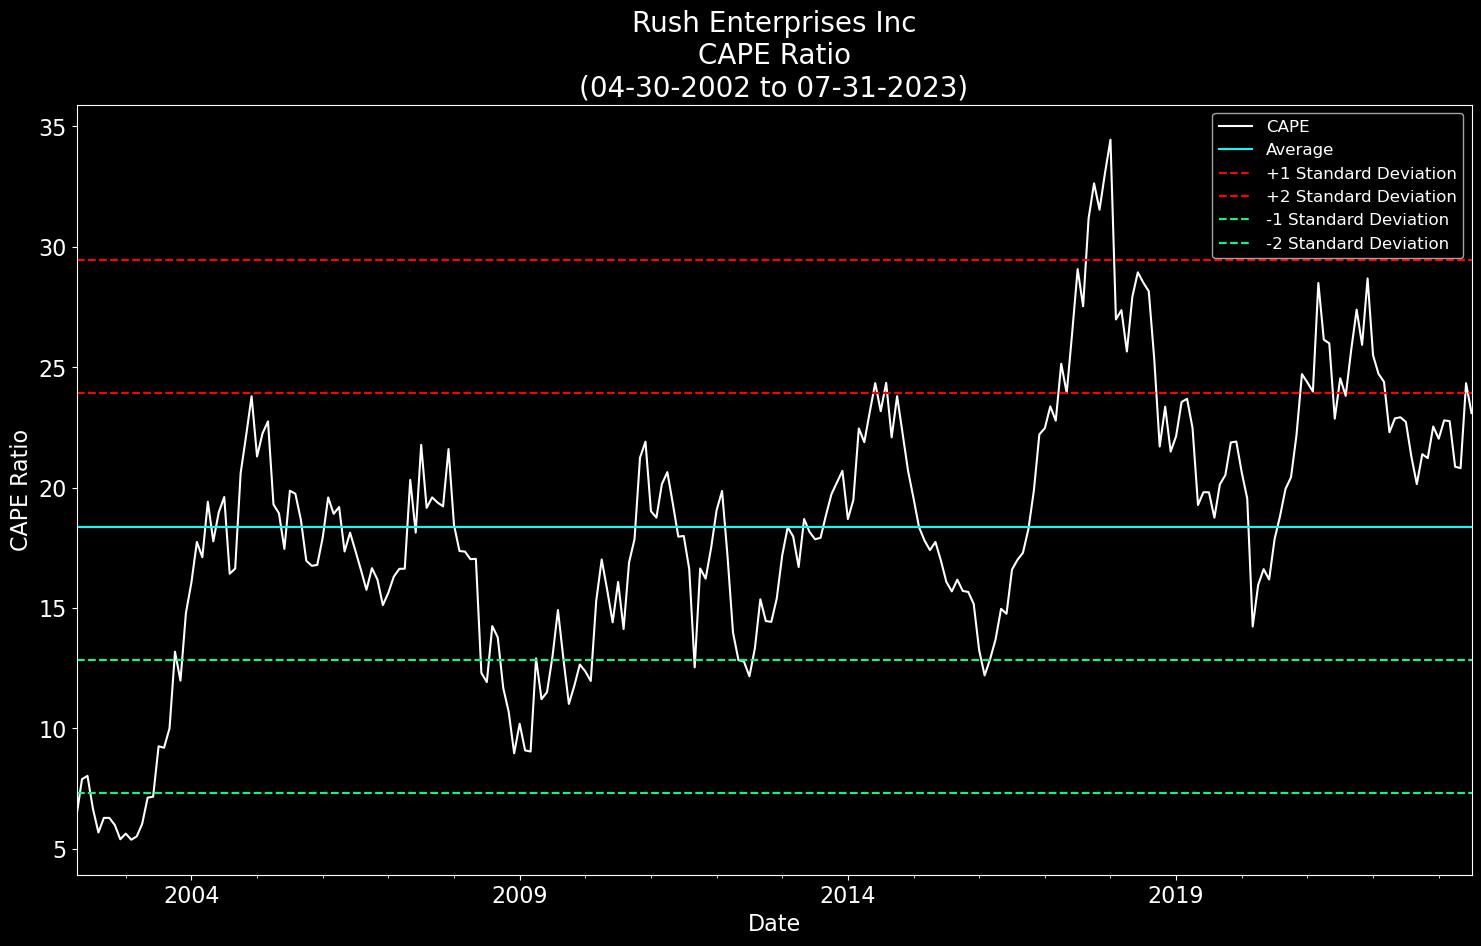 Rush Enterprises Inc
CAPE Ratio
(04-30-2002 to 07-31-2023)
CAPE
Average
+1 Standard Deviation
+2 Standard Deviation
-1 Standard Deviation
-2 Standard Deviation
CAPE Ratio
35
30
25
20
15
10
5
2004
2009
2014
2019
Date